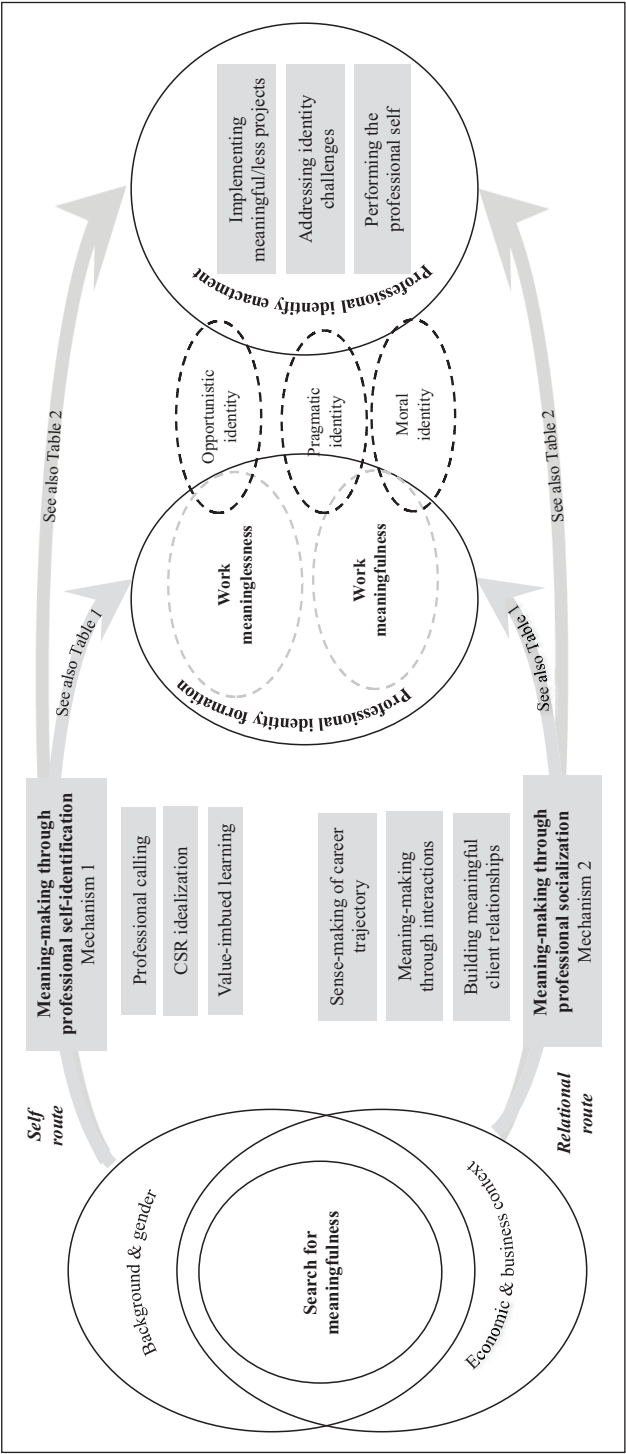 Self
route
Background & gender
Search for
meaningfulness
Economic & business context
Relational
route
Meaning-making through
professional self-identification
Mechanism 1
Professional calling
CSR idealization
Value-imbued learning
Sense-making of career
trajectory
Meaning-making
through interactions
Building meaningful
client relationships
Meaning-making through
professional socialization
Mechanism 2
See also Table 1
See also Table 2
See also Table 1
See also Table 2
Professional identity formation
Work
meaninglessness
Work
meaningfulness
Opportunistic
identity
Pragmatic
identity
Moral
identity
Professional identify enactment
Implementing
meaningful/less projects
Addressing identity
challenges
Performing the
professional self